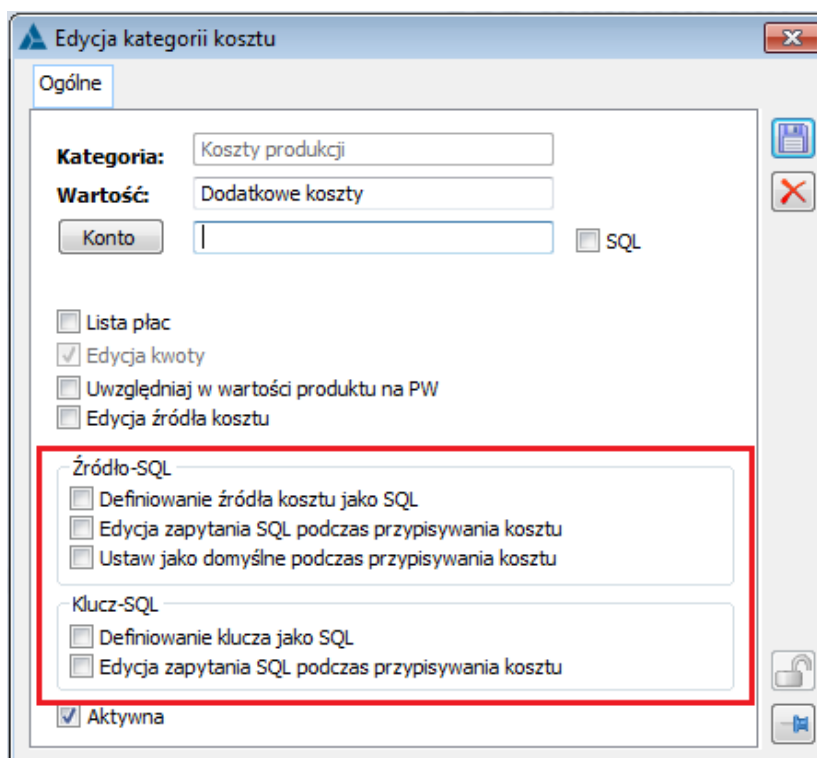 Edycja kategorii kosztu
Ogólne
Kategoria: Koszty produkcji
Wartość: Dodatkowe koszty
Konto SQL
Lista płac
Edycja kwoty
Uwzględniaj w wartości produktu na PW
Edycja źródła kosztu
Źródło-SQL
Definiowanie źródła kosztu jako SQL
Edycja zapytania SQL podczas przypisywania kosztu
Ustaw jako domyślne podczas przypisywania kosztu
Klucz-SQL
Definiowanie klucza jako SQL
Edycja zapytania SQL podczas przypisywania kosztu
Aktywna